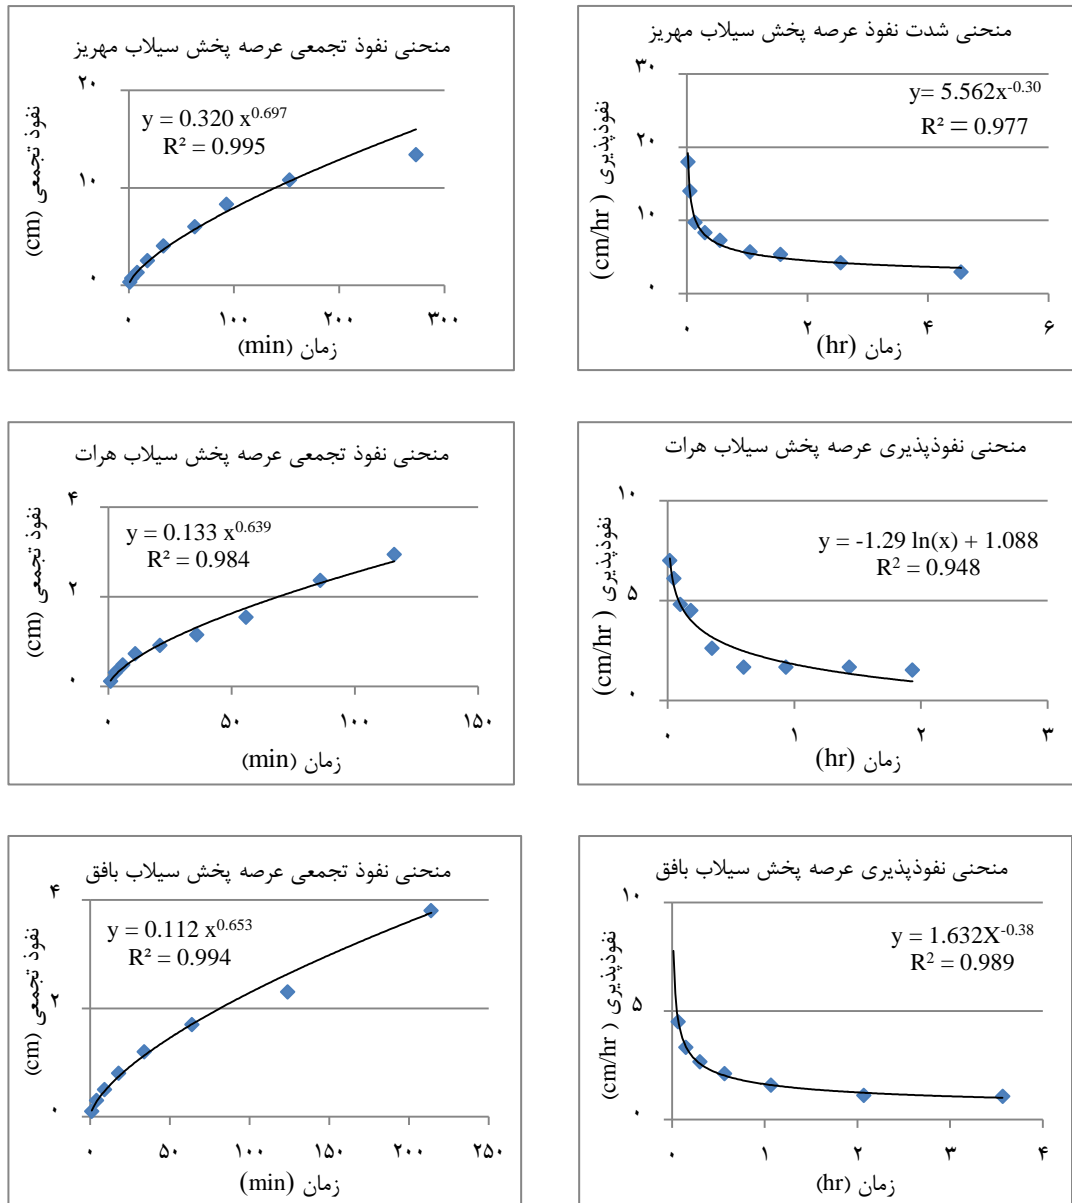 منحنی نفوذ تجمعی عرصه پخش سیلاب مهریز
نفوذ تجمعی (cm)
۲۰
۱۰
۰
y = 0.320 x^0.697
R² = 0.995
۰ ۱۰۰ ۲۰۰ ۳۰۰
زمان (min)
منحنی شدت نفوذ عرصه پخش سیلاب مهریز
نفوذپذیری (cm/hr)
۳۰
۲۰
۱۰
۰
y= 5.562x^-0.30
R² = 0.977
۰ ۲ ۴ ۶
زمان (hr)
منحنی نفوذ تجمعی عرصه پخش سیلاب هرات
نفوذ تجمعی (cm)
۴
۲
۰
y = 0.133 x^0.639
R² = 0.984
۰ ۵۰ ۱۰۰ ۱۵۰
زمان (min)
منحنی نفوذپذیری عرصه پخش سیلاب هرات
نفوذپذیری (cm/hr)
۱۰
۵
۰
y = -1.29 ln(x) + 1.088
R² = 0.948
۰ ۱ ۲ ۳
زمان (hr)
منحنی نفوذ تجمعی عرصه پخش سیلاب بافق
نفوذ تجمعی (cm)
۴
۲
۰
y = 0.112 x^0.653
R² = 0.994
۰ ۵۰ ۱۰۰ ۱۵۰ ۲۰۰ ۲۵۰
زمان (min)
منحنی نفوذپذیری عرصه پخش سیلاب بافق
نفوذپذیری (cm/hr)
۱۰
۵
۰
y = 1.632X^-0.38
R² = 0.989
۰ ۱ ۲ ۳ ۴
زمان (hr)